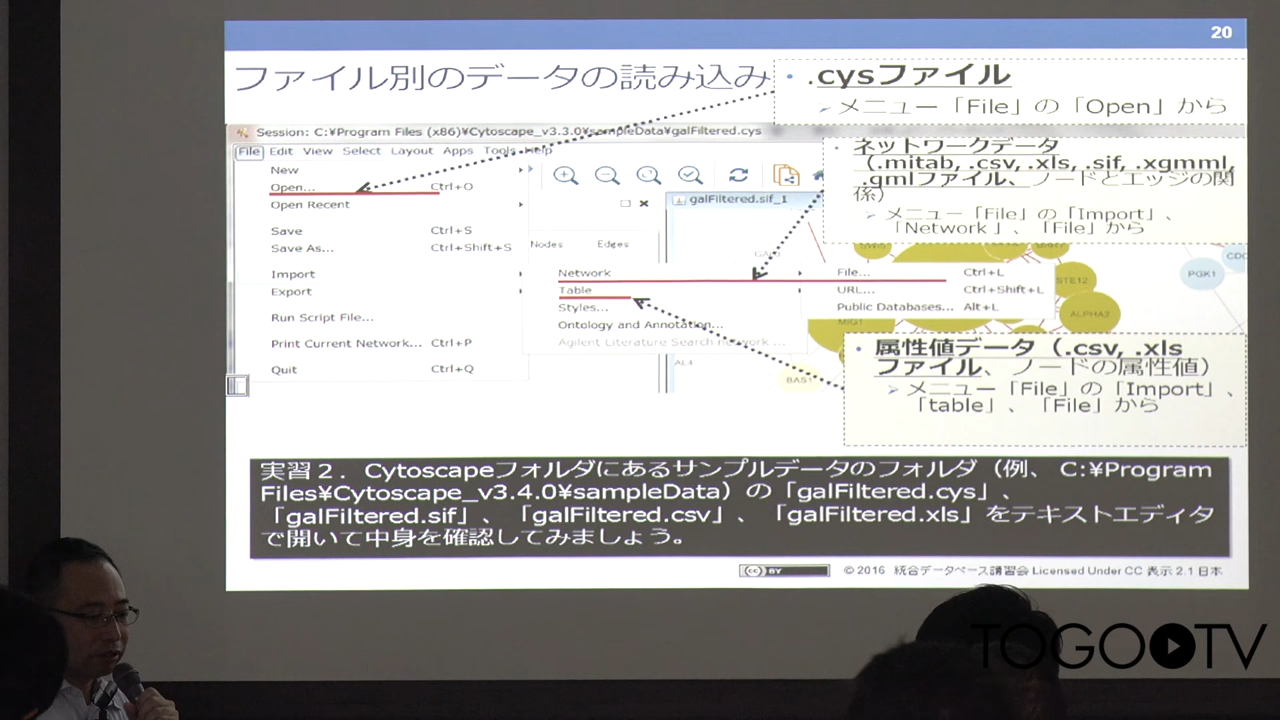 20
ファイル別のデータの読み込み
・ .cysファイル
メニュー「File」の「Open」から
Session: C:¥Program Files (x86)¥Cytoscape_v3.3.0¥sampleData¥galFiltered.cys
File Edit View Select Layout Apps Tools Help
New
Open... Ctrl+O
Open Recent
Save Ctrl+S
Save As... Ctrl+Shift+S
Import
Export
Run Script File...
Print Current Network... Ctrl+P
Quit Ctrl+Q
Nodes Edges
galFiltered.sif_1
Network
Table
Styles...
Ontology and Annotation...
Agilent Literature Search network ...
File... Ctrl+L
URL... Ctrl+Shift+L
Public Databases... Alt+L
・ ネットワークデータ
（.mitab, .csv, .xls, .sif, .xgmml,
.gmlファイル、ノードとエッジの関
係）
メニュー「File」の「Import」、
「Network 」、「File」から
STE12
PGK1
CDC
ALPHA2
MIG1
AL4
BAS1
・ 属性値データ（.csv, .xls
ファイル、ノードの属性値）
メニュー「File」の「Import」、
「table」、「File」から
実習２．Cytoscapeフォルダにあるサンプルデータのフォルダ（例、 C:¥Program
Files¥Cytoscape_v3.4.0¥sampleData）の「galFiltered.cys」、
「galFiltered.sif」、「galFiltered.csv」、「galFiltered.xls」をテキストエディタ
で開いて中身を確認してみましょう。
cc BY
© 2016 統合データベース講習会 Licensed Under CC 表示 2.1 日本
TOGO TV